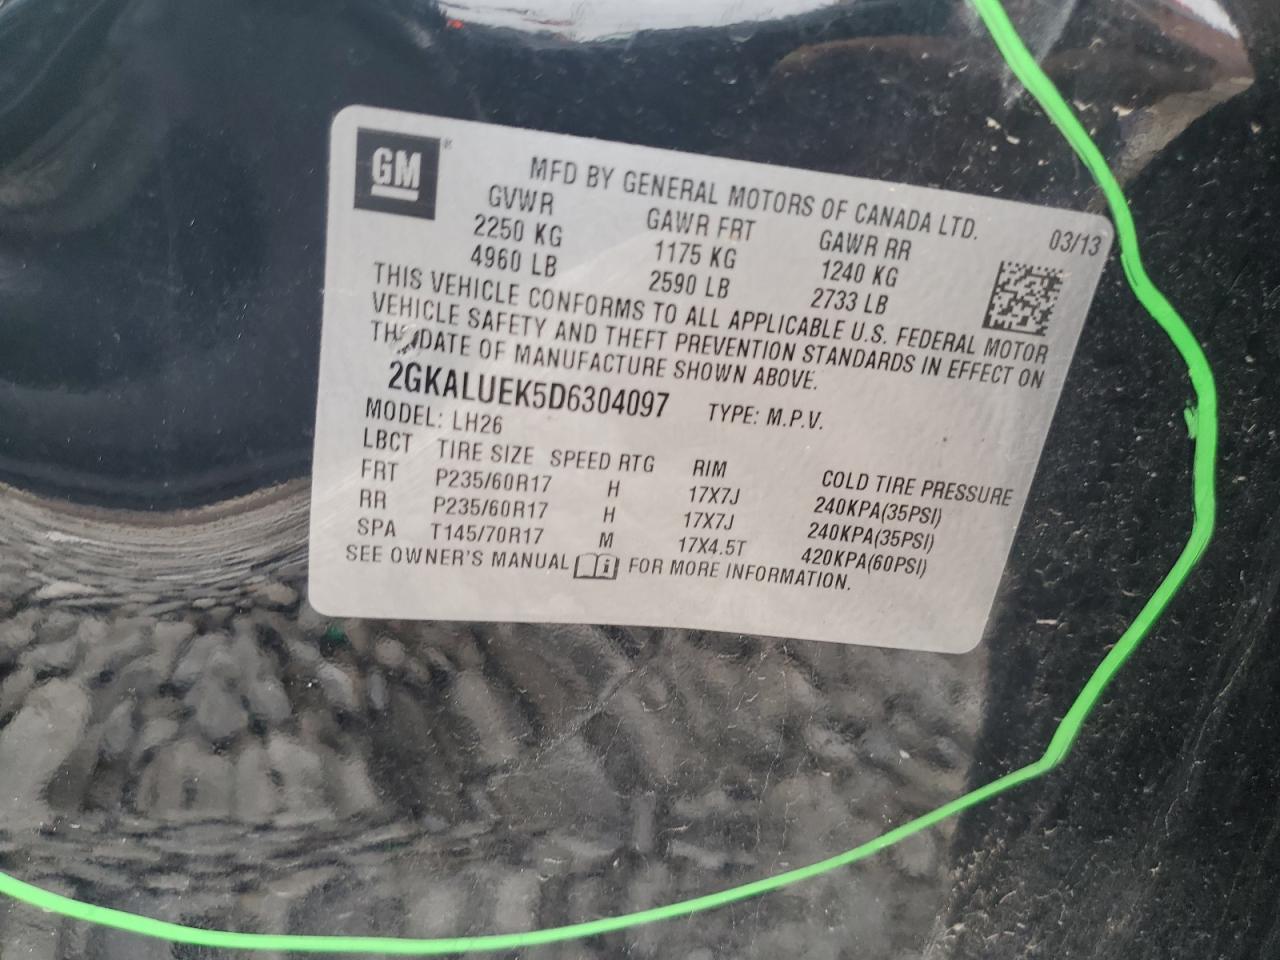 GM
MFD BY GENERAL MOTORS OF CANADA LTD.
GVWR GAWR FRT GAWR RR 03/13
2250 KG 1175 KG 1240 KG
4960 LB 2590 LB 2733 LB
THIS VEHICLE CONFORMS TO ALL APPLICABLE U.S. FEDERAL MOTOR
VEHICLE SAFETY AND THEFT PREVENTION STANDARDS IN EFFECT ON
THE DATE OF MANUFACTURE SHOWN ABOVE.
2GKALUEK5D6304097 TYPE: M.P.V.
MODEL: LH26
LBCT TIRE SIZE SPEED RTG RIM COLD TIRE PRESSURE
FRT P235/60R17 H 17X7J 240KPA(35PSI)
RR P235/60R17 H 17X7J 240KPA(35PSI)
SPA T145/70R17 M 17X4.5T 420KPA(60PSI)
SEE OWNER'S MANUAL FOR MORE INFORMATION.